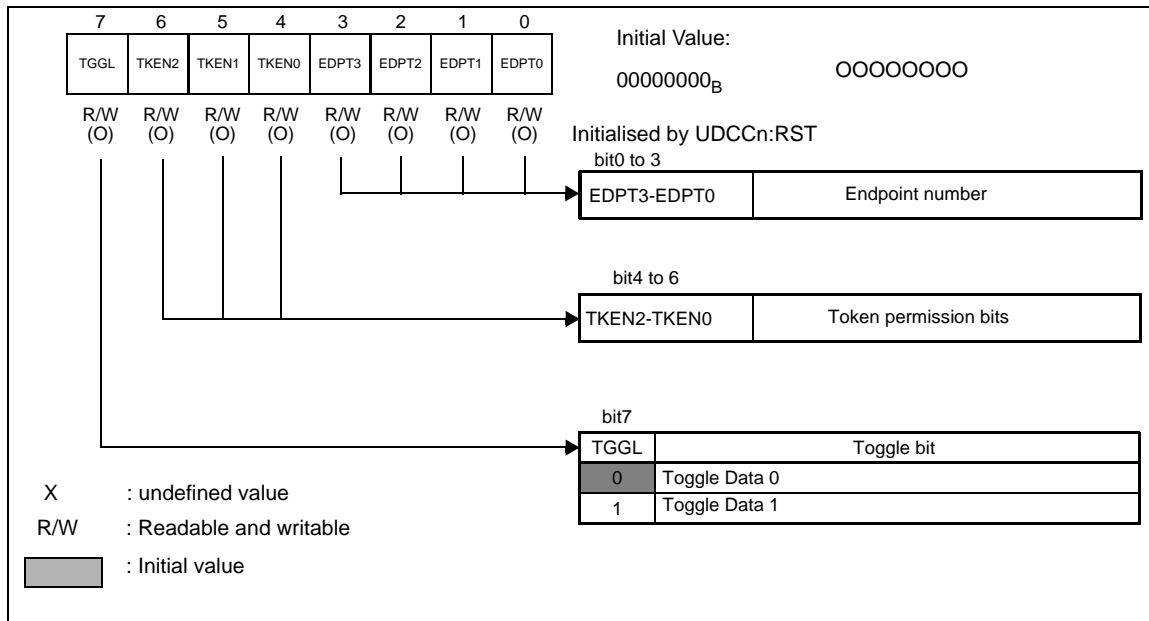 7 6 5 4 3 2 1 0
TGGL TKEN2 TKEN1 TKEN0 EDPT3 EDPT2 EDPT1 EDPT0
R/W R/W R/W R/W R/W R/W R/W R/W
(O) (O) (O) (O) (O) (O) (O) (O)
Initial Value:
00000000B OOOOOOOO
Initialised by UDCCn:RST
bit0 to 3
EDPT3-EDPT0 Endpoint number
bit4 to 6
TKEN2-TKEN0 Token permission bits
bit7
TGGL Toggle bit
0 Toggle Data 0
1 Toggle Data 1
X : undefined value
R/W : Readable and writable
: Initial value